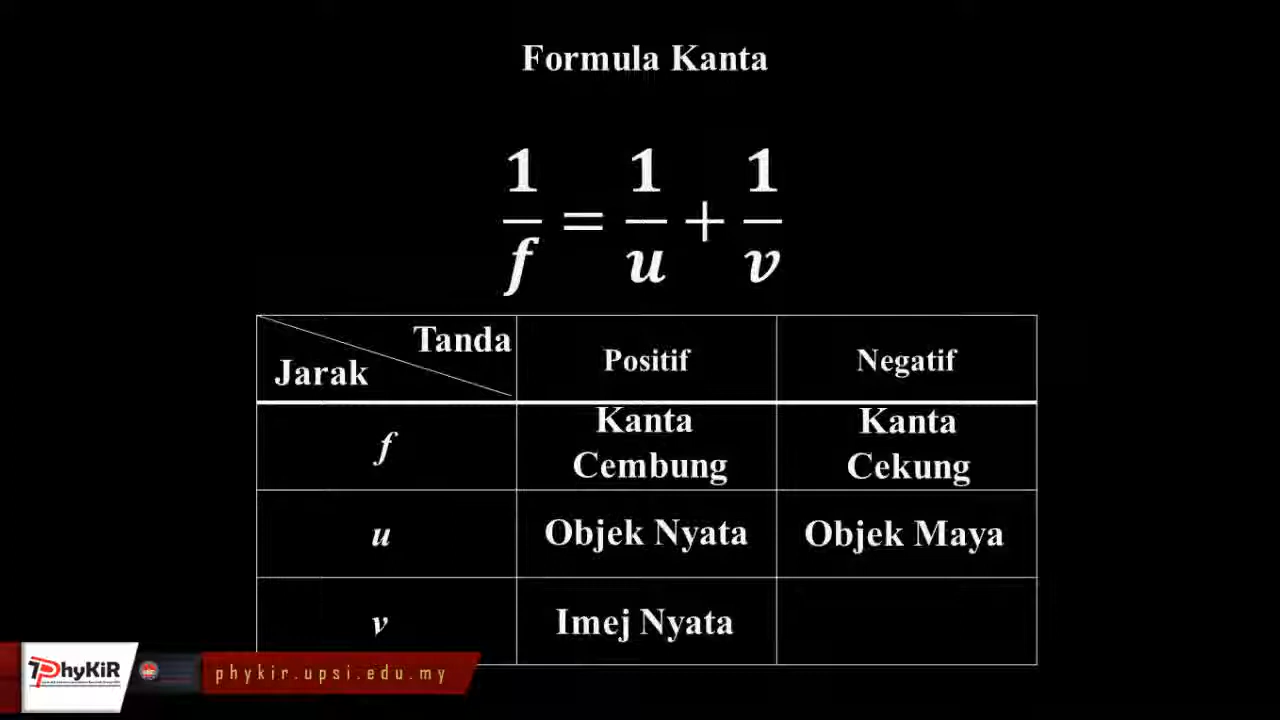 Formula Kanta
1/f = 1/u + 1/v
Tanda
Jarak
Positif
Negatif
f
Kanta
Cembung
Kanta
Cekung
u
Objek Nyata
Objek Maya
v
Imej Nyata
PhyKiR
phykir.upsi.edu.my